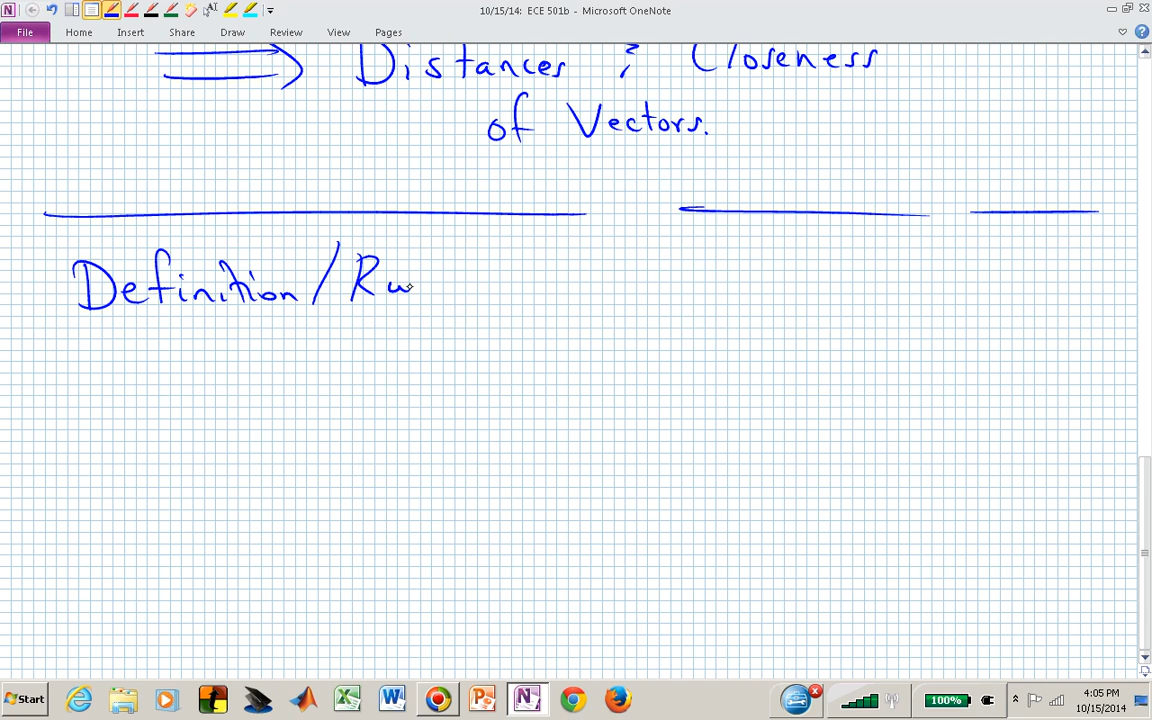 10/15/14: ECE 501b - Microsoft OneNote
File Home Insert Share Draw Review View Pages
⟹ Distances & Closeness
of Vectors.
Definition/Ru
Start
100%
4:05 PM
10/15/2014